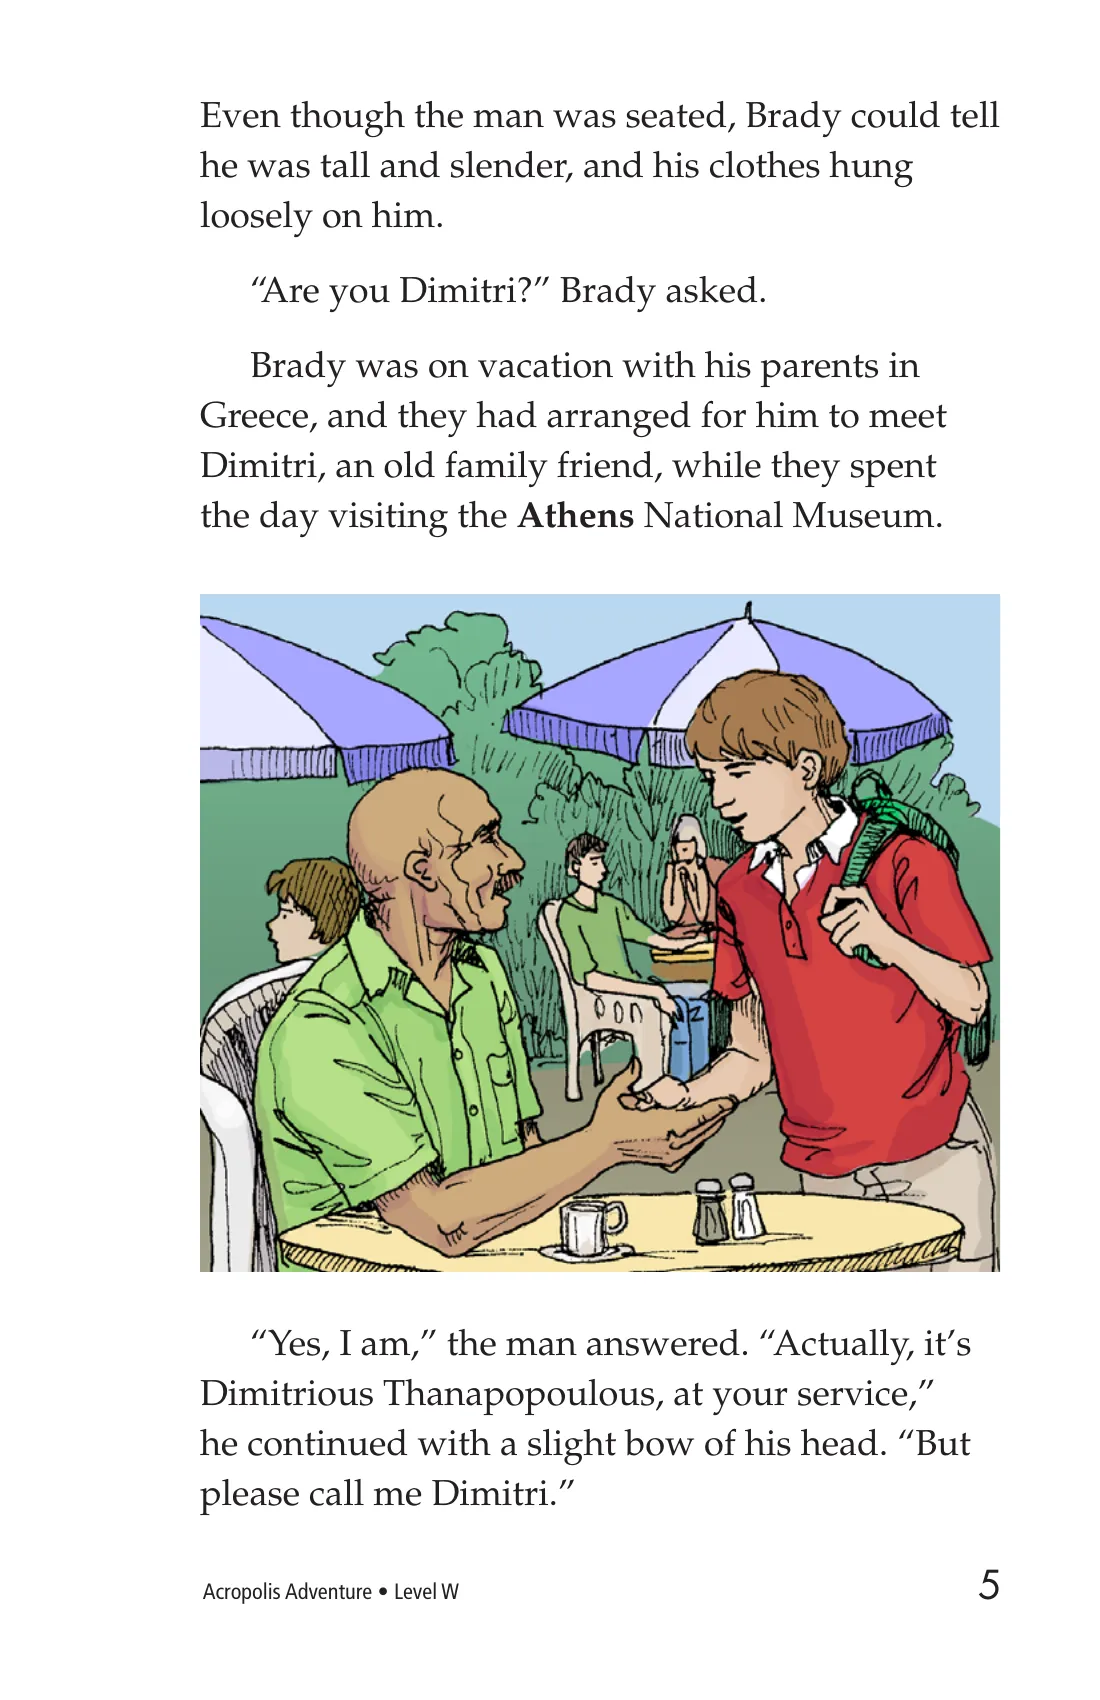 Even though the man was seated, Brady could tell
he was tall and slender, and his clothes hung
loosely on him.
“Are you Dimitri?” Brady asked.
Brady was on vacation with his parents in
Greece, and they had arranged for him to meet
Dimitri, an old family friend, while they spent
the day visiting the Athens National Museum.
“Yes, I am,” the man answered. “Actually, it’s
Dimitrious Thanapopoulous, at your service,”
he continued with a slight bow of his head. “But
please call me Dimitri.”
Acropolis Adventure • Level W
5